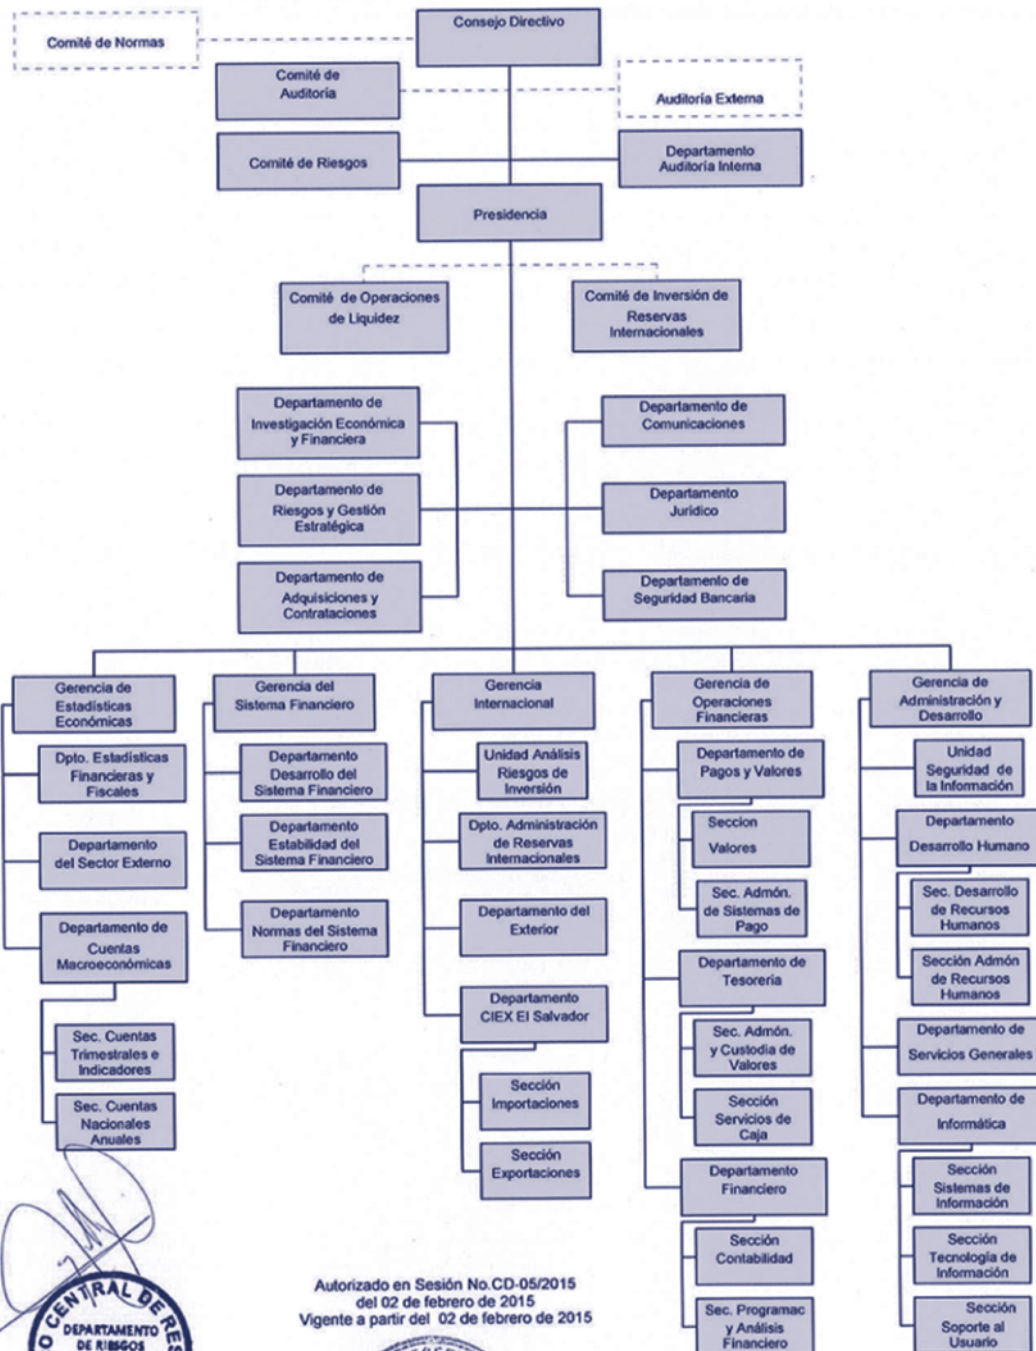 Consejo Directivo
Comité de Normas
Comité de
Auditoría
Auditoría Externa
Comité de Riesgos
Departamento
Auditoría Interna
Presidencia
Comité de Operaciones
de Liquidez
Comité de Inversión de
Reservas
Internacionales
Departamento de
Investigación Económica
y Financiera
Departamento de
Comunicaciones
Departamento de
Riesgos y Gestión
Estratégica
Departamento
Jurídico
Departamento de
Adquisiciones y
Contrataciones
Departamento de
Seguridad Bancaria
Gerencia de
Estadísticas
Económicas
Dpto. Estadísticas
Financieras y
Fiscales
Departamento
del Sector Externo
Departamento de
Cuentas
Macroeconómicas
Sec. Cuentas
Trimestrales e
Indicadores
Sec. Cuentas
Nacionales
Anuales
Gerencia del
Sistema Financiero
Departamento
Desarrollo del
Sistema Financiero
Departamento
Estabilidad del
Sistema Financiero
Departamento
Normas del Sistema
Financiero
Gerencia
Internacional
Unidad Análisis
Riesgos de
Inversión
Dpto. Administración
de Reservas
Internacionales
Departamento del
Exterior
Departamento
CIEX El Salvador
Sección
Importaciones
Sección
Exportaciones
Gerencia de
Operaciones
Financieras
Departamento de
Pagos y Valores
Seccion
Valores
Sec. Admón.
de Sistemas de
Pago
Departamento de
Tesorería
Sec. Admón.
y Custodia de
Valores
Sección
Servicios de
Caja
Departamento
Financiero
Sección
Contabilidad
Sec. Programac
y Análisis
Financiero
Gerencia de
Administración y
Desarrollo
Unidad
Seguridad de
la Información
Departamento
Desarrollo Humano
Sec. Desarrollo
de Recursos
Humanos
Sección Admón
de Recursos
Humanos
Departamento de
Servicios Generales
Departamento de
Informática
Sección
Sistemas de
Información
Sección
Tecnología de
Información
Sección
Soporte al
Usuario
Autorizado en Sesión No.CD-05/2015
del 02 de febrero de 2015
Vigente a partir del 02 de febrero de 2015
CENTRAL DE
DEPARTAMENTO
DE RIESGOS